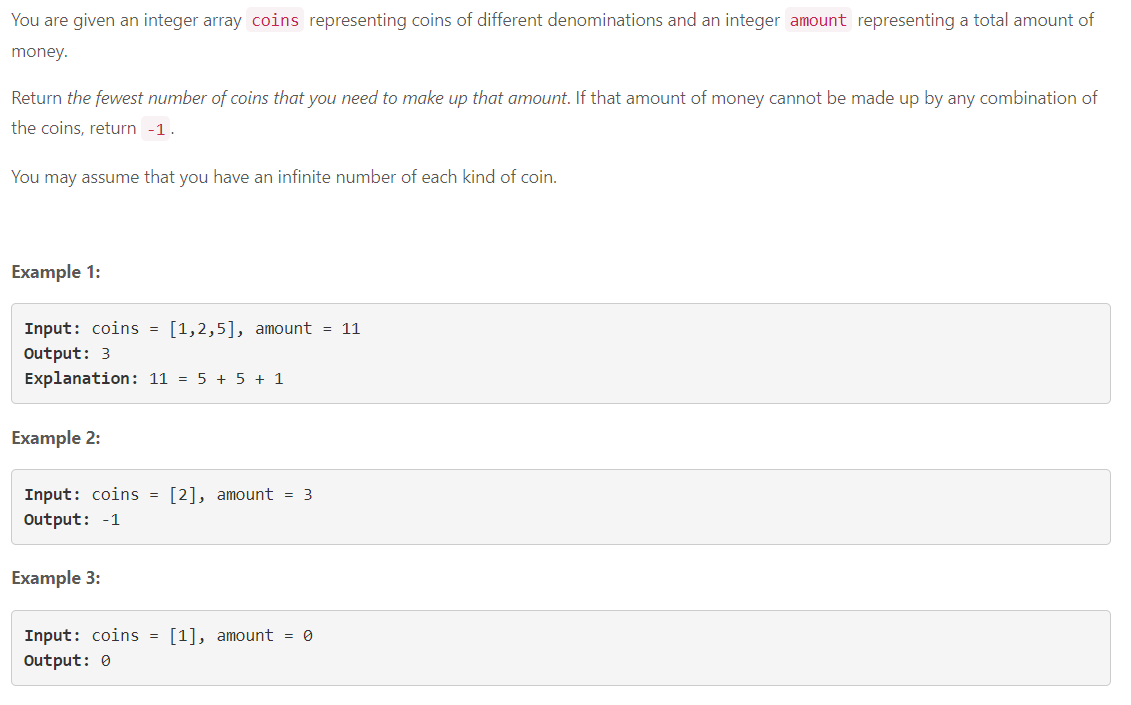 You are given an integer array coins representing coins of different denominations and an integer amount representing a total amount of
money.
Return the fewest number of coins that you need to make up that amount. If that amount of money cannot be made up by any combination of
the coins, return -1.
You may assume that you have an infinite number of each kind of coin.
Example 1:
Input: coins = [1,2,5], amount = 11
Output: 3
Explanation: 11 = 5 + 5 + 1
Example 2:
Input: coins = [2], amount = 3
Output: -1
Example 3:
Input: coins = [1], amount = 0
Output: 0